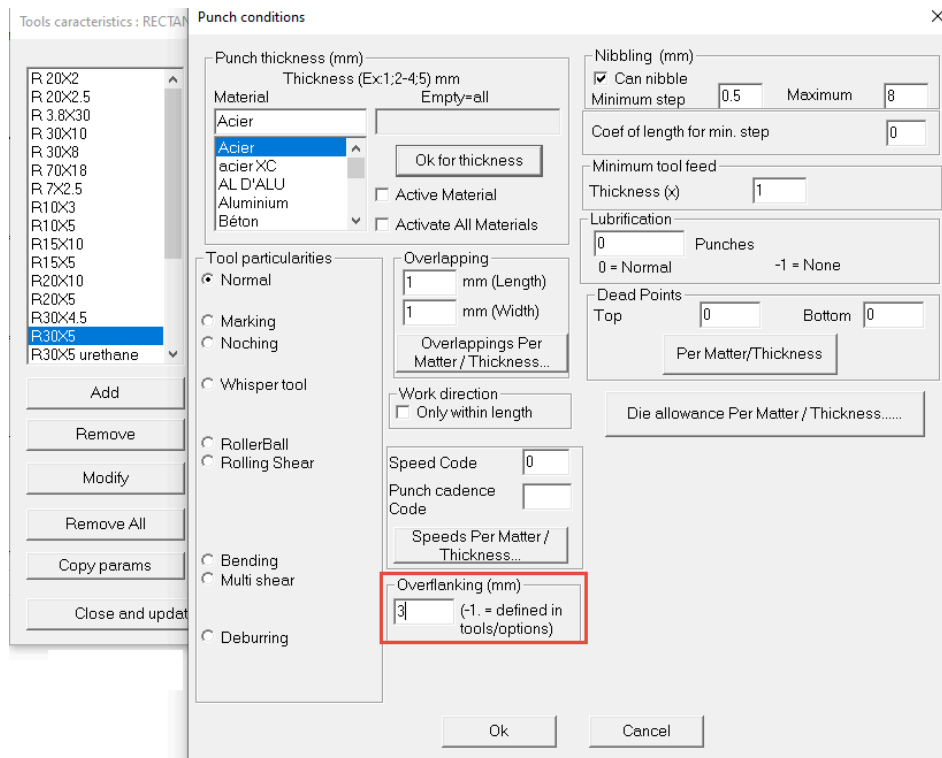 Tools caracteristics : RECTAN
R 20X2
R 20X2.5
R 3.8X30
R 30X10
R 30X8
R 70X18
R 7X2.5
R10X3
R10X5
R15X10
R15X5
R20X10
R20X5
R30X4.5
R30X5
R30X5 urethane
Add
Remove
Modify
Remove All
Copy params
Close and updat
Punch conditions
Punch thickness (mm)
Thickness (Ex:1;2-4;5) mm
Material
Empty=all
Acier
Acier
acier XC
AL D'ALU
Aluminium
Béton
Ok for thickness
Active Material
Activate All Materials
Tool particularities
Normal
Marking
Noching
Whisper tool
RollerBall
Rolling Shear
Bending
Multi shear
Deburring
Overlapping
1 mm (Length)
1 mm (Width)
Overlappings Per
Matter / Thickness...
Work direction
Only within length
Speed Code 0
Punch cadence
Code
Speeds Per Matter /
Thickness...
Overflanking (mm)
3 (-1. = defined in
tools/options)
Nibbling (mm)
Can nibble
Minimum step 0.5 Maximum 8
Coef of length for min. step 0
Minimum tool feed
Thickness (x) 1
Lubrification
0 Punches
0 = Normal -1 = None
Dead Points
Top 0 Bottom 0
Per Matter/Thickness
Die allowance Per Matter / Thickness......
Ok
Cancel